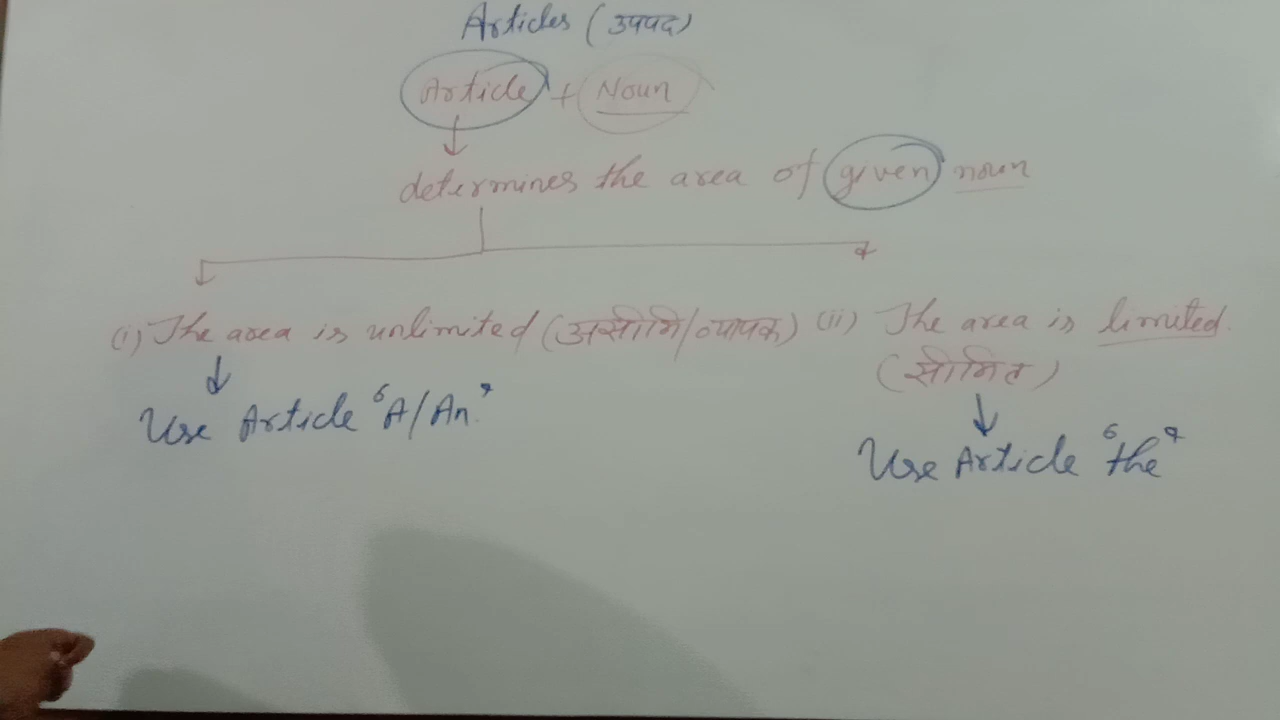 Articles (उपपद)
Article + Noun
determines the area of given noun
(i) The area is unlimited (असीमि/व्यापक) (ii) The area is limited.
(सीमित)
Use Article 'A/An.'
Use Article 'the'